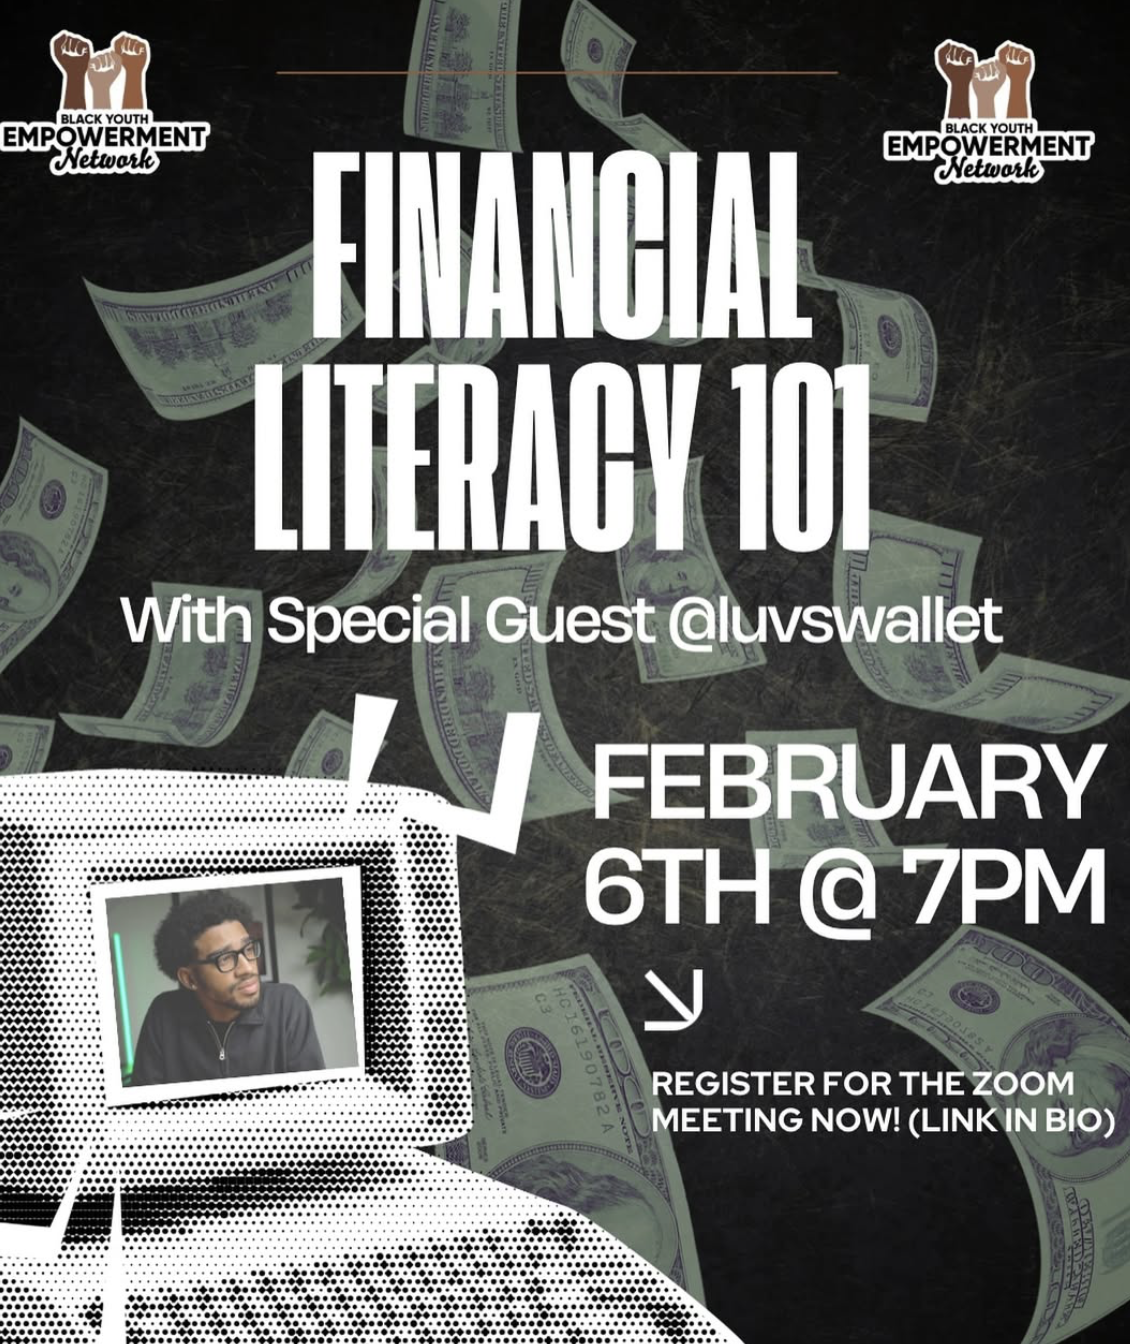 BLACK YOUTH
EMPOWERMENT
Network
BLACK YOUTH
EMPOWERMENT
Network
FINANCIAL
LITERACY 101
With Special Guest @luvswallet
FEBRUARY
6TH @ 7PM
REGISTER FOR THE ZOOM
MEETING NOW! (LINK IN BIO)